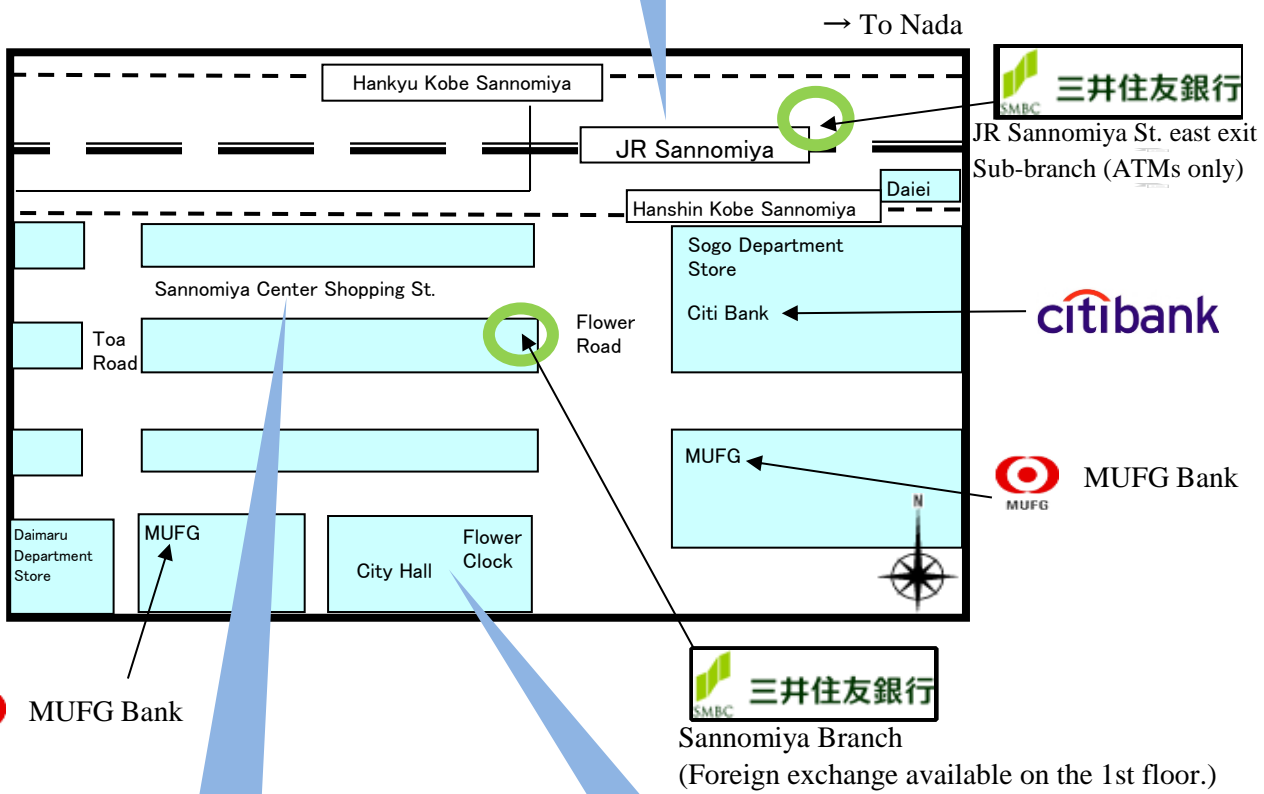 → To Nada
Hankyu Kobe Sannomiya
SMBC 三井住友銀行
JR Sannomiya St. east exit
Sub-branch (ATMs only)
JR Sannomiya
Daiei
Hanshin Kobe Sannomiya
Sogo Department
Store
Citi Bank
citibank
Sannomiya Center Shopping St.
Toa
Road
Flower
Road
MUFG
MUFG
MUFG Bank
N
Daimaru
Department
Store
MUFG
City Hall
Flower
Clock
MUFG Bank
SMBC 三井住友銀行
Sannomiya Branch
(Foreign exchange available on the 1st floor.)